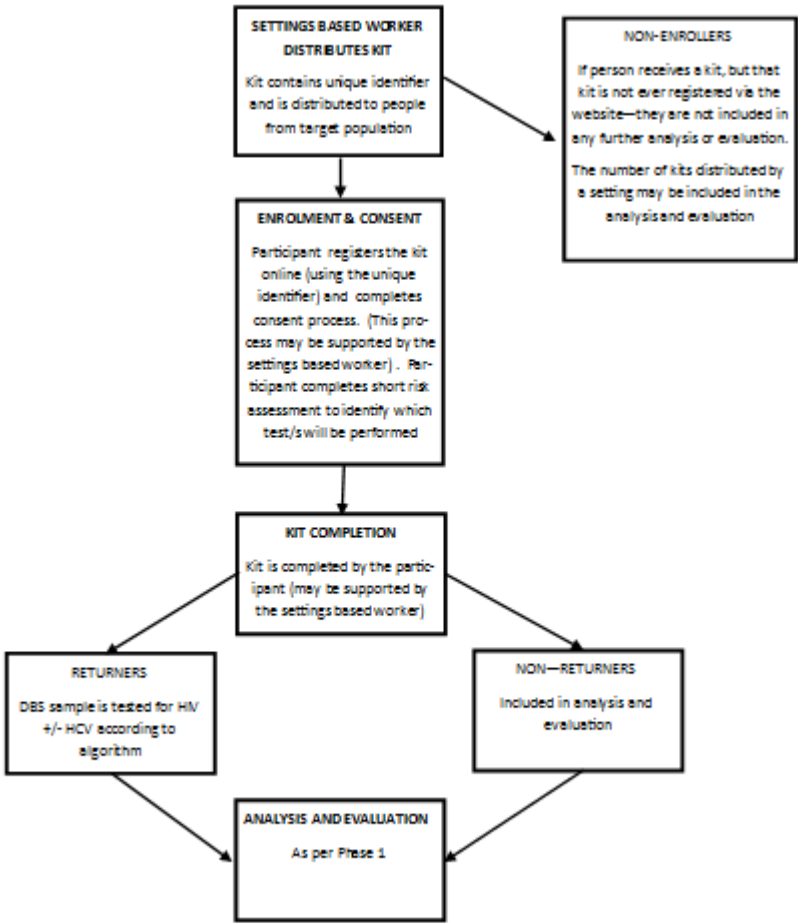 SETTINGS BASED WORKER
DISTRIBUTES KIT
Kit contains unique identifier
and is distributed to people
from target population
NON-ENROLLERS
If person receives a kit, but that
kit is not ever registered via the
website—they are not included in
any further analysis or evaluation.
The number of kits distributed by
a setting may be included in the
analysis and evaluation
ENROLMENT & CONSENT
Participant registers the kit
online (using the unique
identifier) and completes
consent process. (This pro-
cess may be supported by the
settings based worker) . Par-
ticipant completes short risk
assessment to identify which
test/s will be performed
KIT COMPLETION
Kit is completed by the partic-
ipant (may be supported by
the settings based worker)
RETURNERS
DBS sample is tested for HIV
+/- HCV according to
algorithm
NON—RETURNERS
Included in analysis and
evaluation
ANALYSIS AND EVALUATION
As per Phase 1